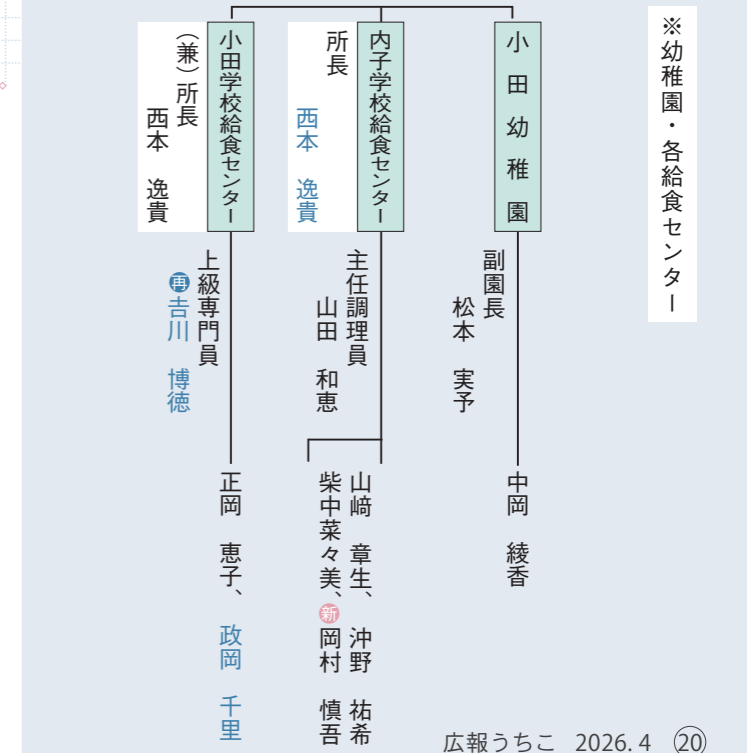 ※幼稚園・各給食センター
小田幼稚園
副園長
松本 実予
中岡 綾香
内子学校給食センター
所長
西本 逸貴
主任調理員
山田 和恵
山﨑 章生、 沖野 祐希
柴中菜々美、新岡村 慎吾
小田学校給食センター
（兼）所長
西本 逸貴
上級専門員
再𠮷川 博徳
正岡 恵子、 政岡 千里
広報うちこ 2026.4 ⑳